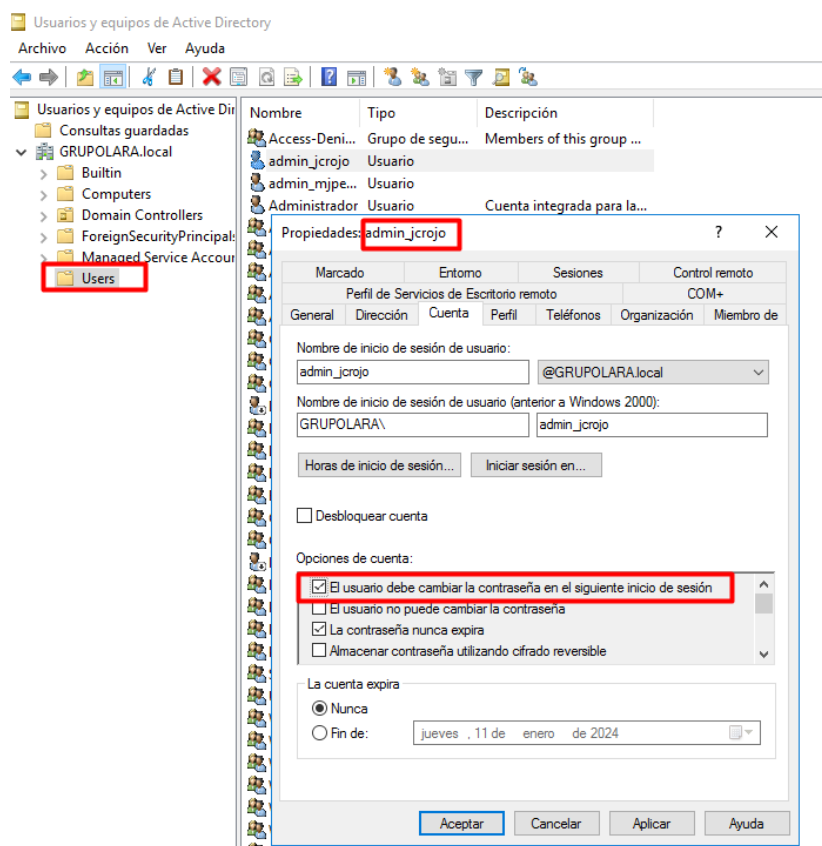 Usuarios y equipos de Active Directory
Archivo Acción Ver Ayuda
Usuarios y equipos de Active Dir
Consultas guardadas
GRUPOLARA.local
Builtin
Computers
Domain Controllers
ForeignSecurityPrincipals
Managed Service Accour
Users
Nombre Tipo Descripción
Access-Deni... Grupo de segu... Members of this group ...
admin_jcrojo Usuario
admin_mjpe... Usuario
Administrador Usuario Cuenta integrada para la...
Propiedades: admin_jcrojo ? X
Marcado Entorno Sesiones Control remoto
Perfil de Servicios de Escritorio remoto COM+
General Dirección Cuenta Perfil Teléfonos Organización Miembro de
Nombre de inicio de sesión de usuario:
admin_jcrojo @GRUPOLARA.local
Nombre de inicio de sesión de usuario (anterior a Windows 2000):
GRUPOLARA\ admin_jcrojo
Horas de inicio de sesión... Iniciar sesión en...
Desbloquear cuenta
Opciones de cuenta:
El usuario debe cambiar la contraseña en el siguiente inicio de sesión
El usuario no puede cambiar la contraseña
La contraseña nunca expira
Almacenar contraseña utilizando cifrado reversible
La cuenta expira
Nunca
Fin de: jueves , 11 de enero de 2024
Aceptar Cancelar Aplicar Ayuda